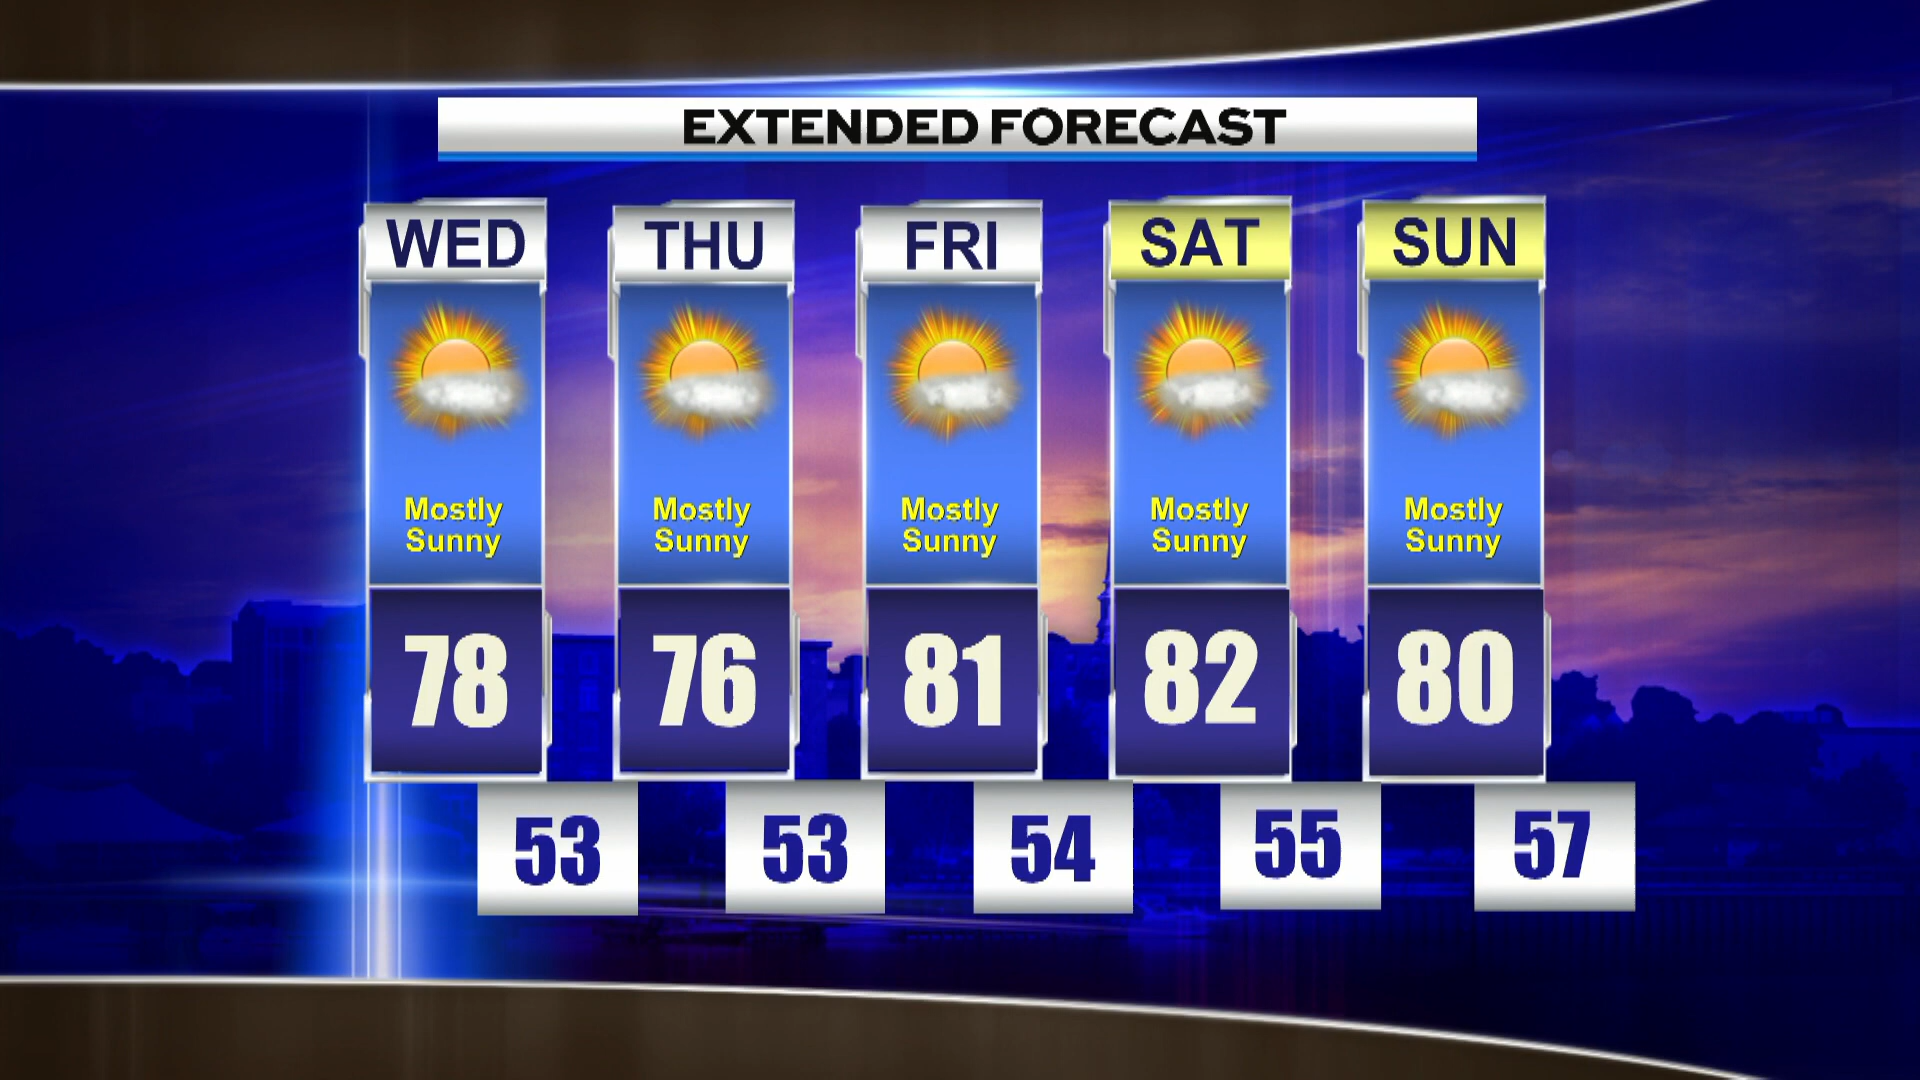 EXTENDED FORECAST
WED THU FRI SAT SUN
Mostly Mostly Mostly Mostly Mostly
Sunny Sunny Sunny Sunny Sunny
78 76 81 82 80
53 53 54 55 57